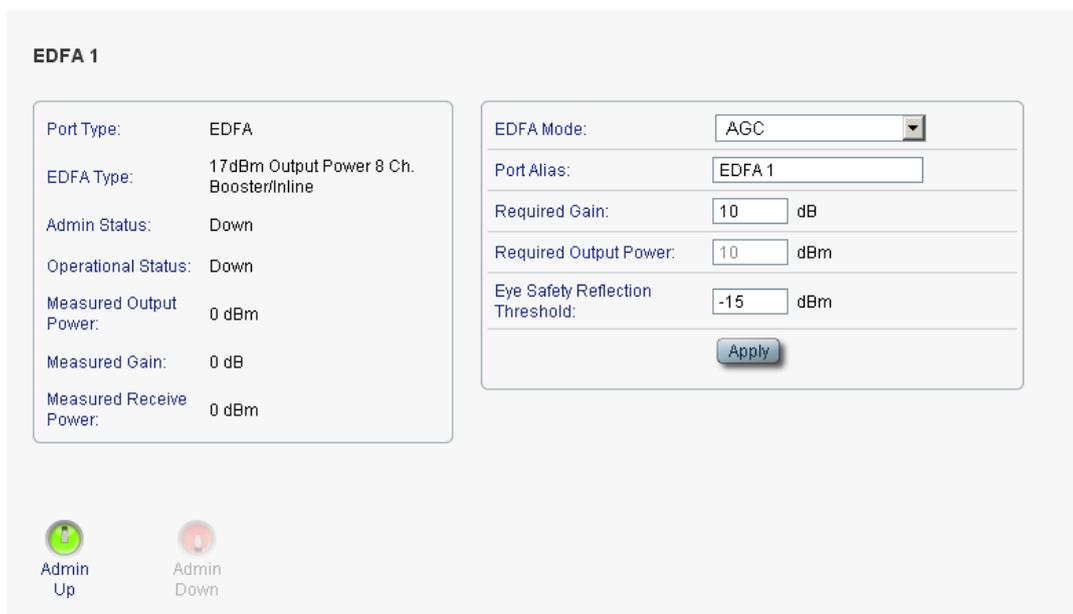 EDFA 1
Port Type: EDFA
EDFA Type: 17dBm Output Power 8 Ch.
Booster/Inline
Admin Status: Down
Operational Status: Down
Measured Output
Power: 0 dBm
Measured Gain: 0 dB
Measured Receive
Power: 0 dBm
EDFA Mode: AGC
Port Alias: EDFA 1
Required Gain: 10 dB
Required Output Power: 10 dBm
Eye Safety Reflection
Threshold: -15 dBm
Apply
Admin
Up
Admin
Down